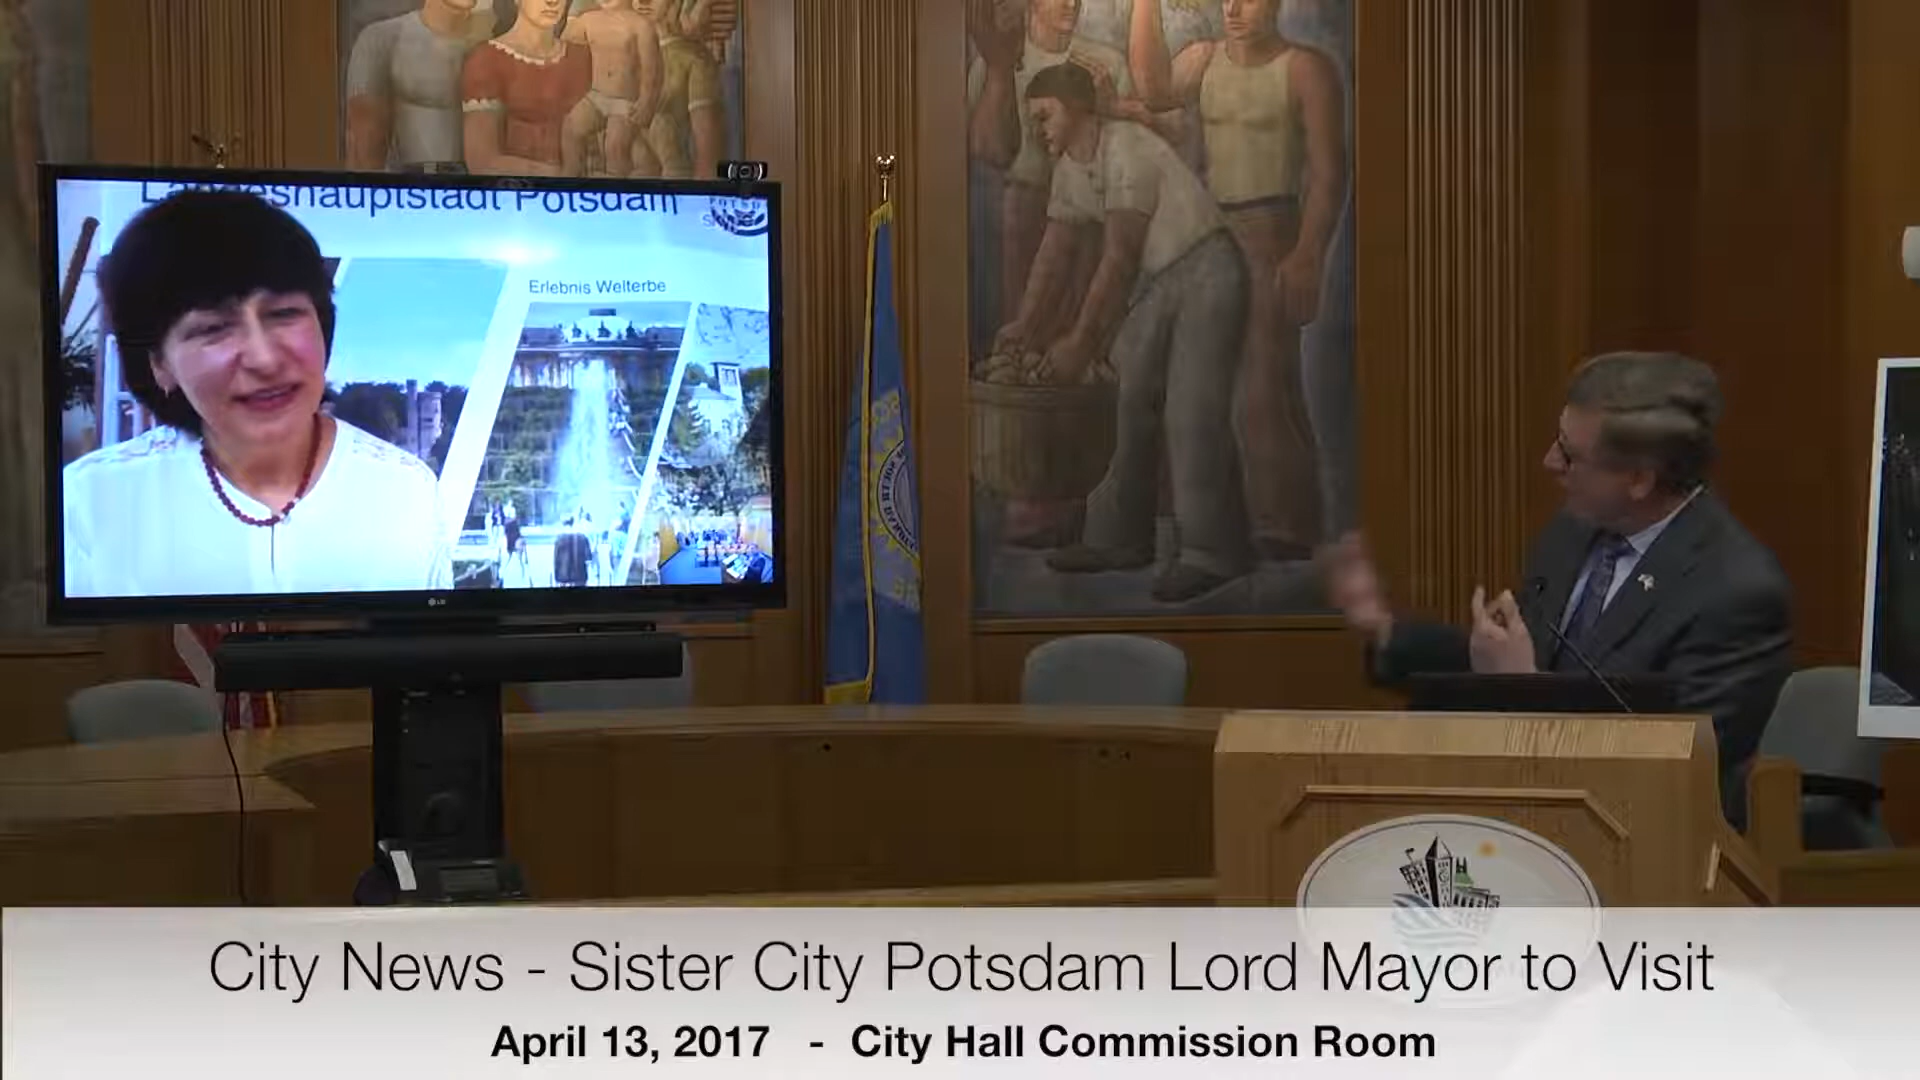 Landeshauptstadt Potsdam
Erlebnis Welterbe
City News - Sister City Potsdam Lord Mayor to Visit
April 13, 2017 - City Hall Commission Room